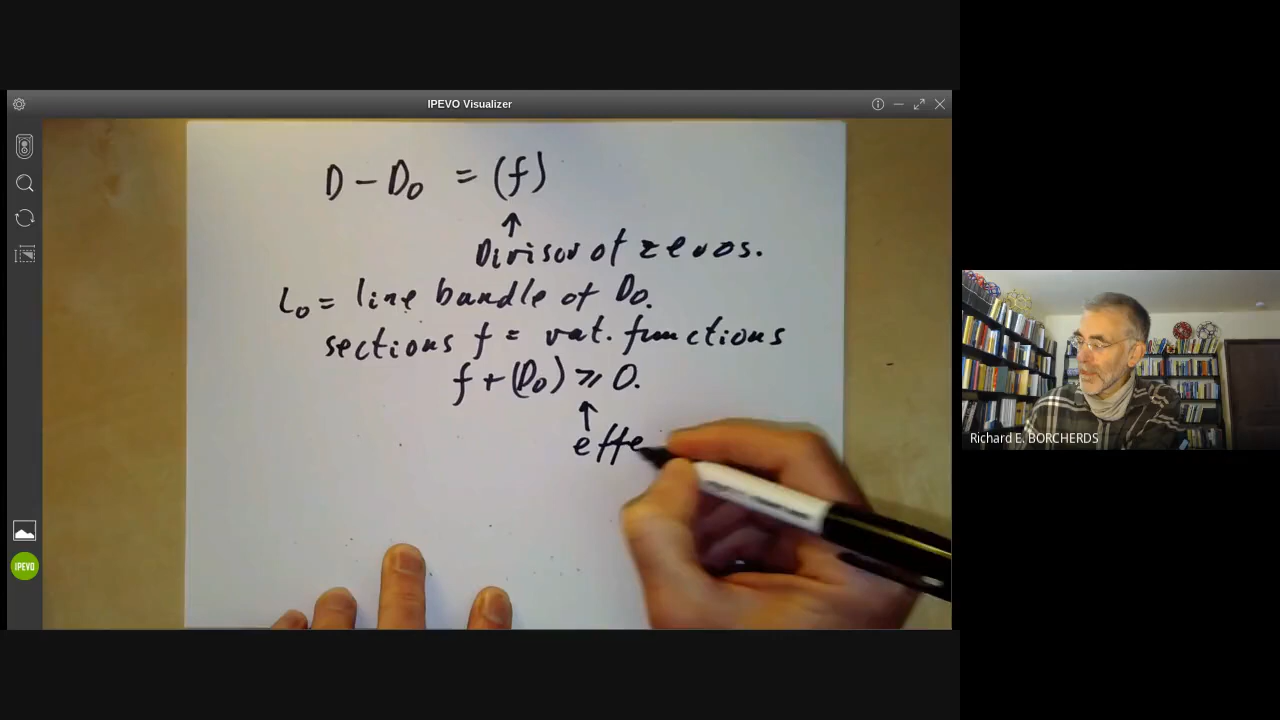 IPEVO Visualizer
D - D₀ = (f)
↑
Divisor of zeros.
L₀ = line bundle of D₀.
sections f = rat. functions
f + (D₀) ≥ 0.
↑
effe
IPEVO
Richard E. BORCHERDS